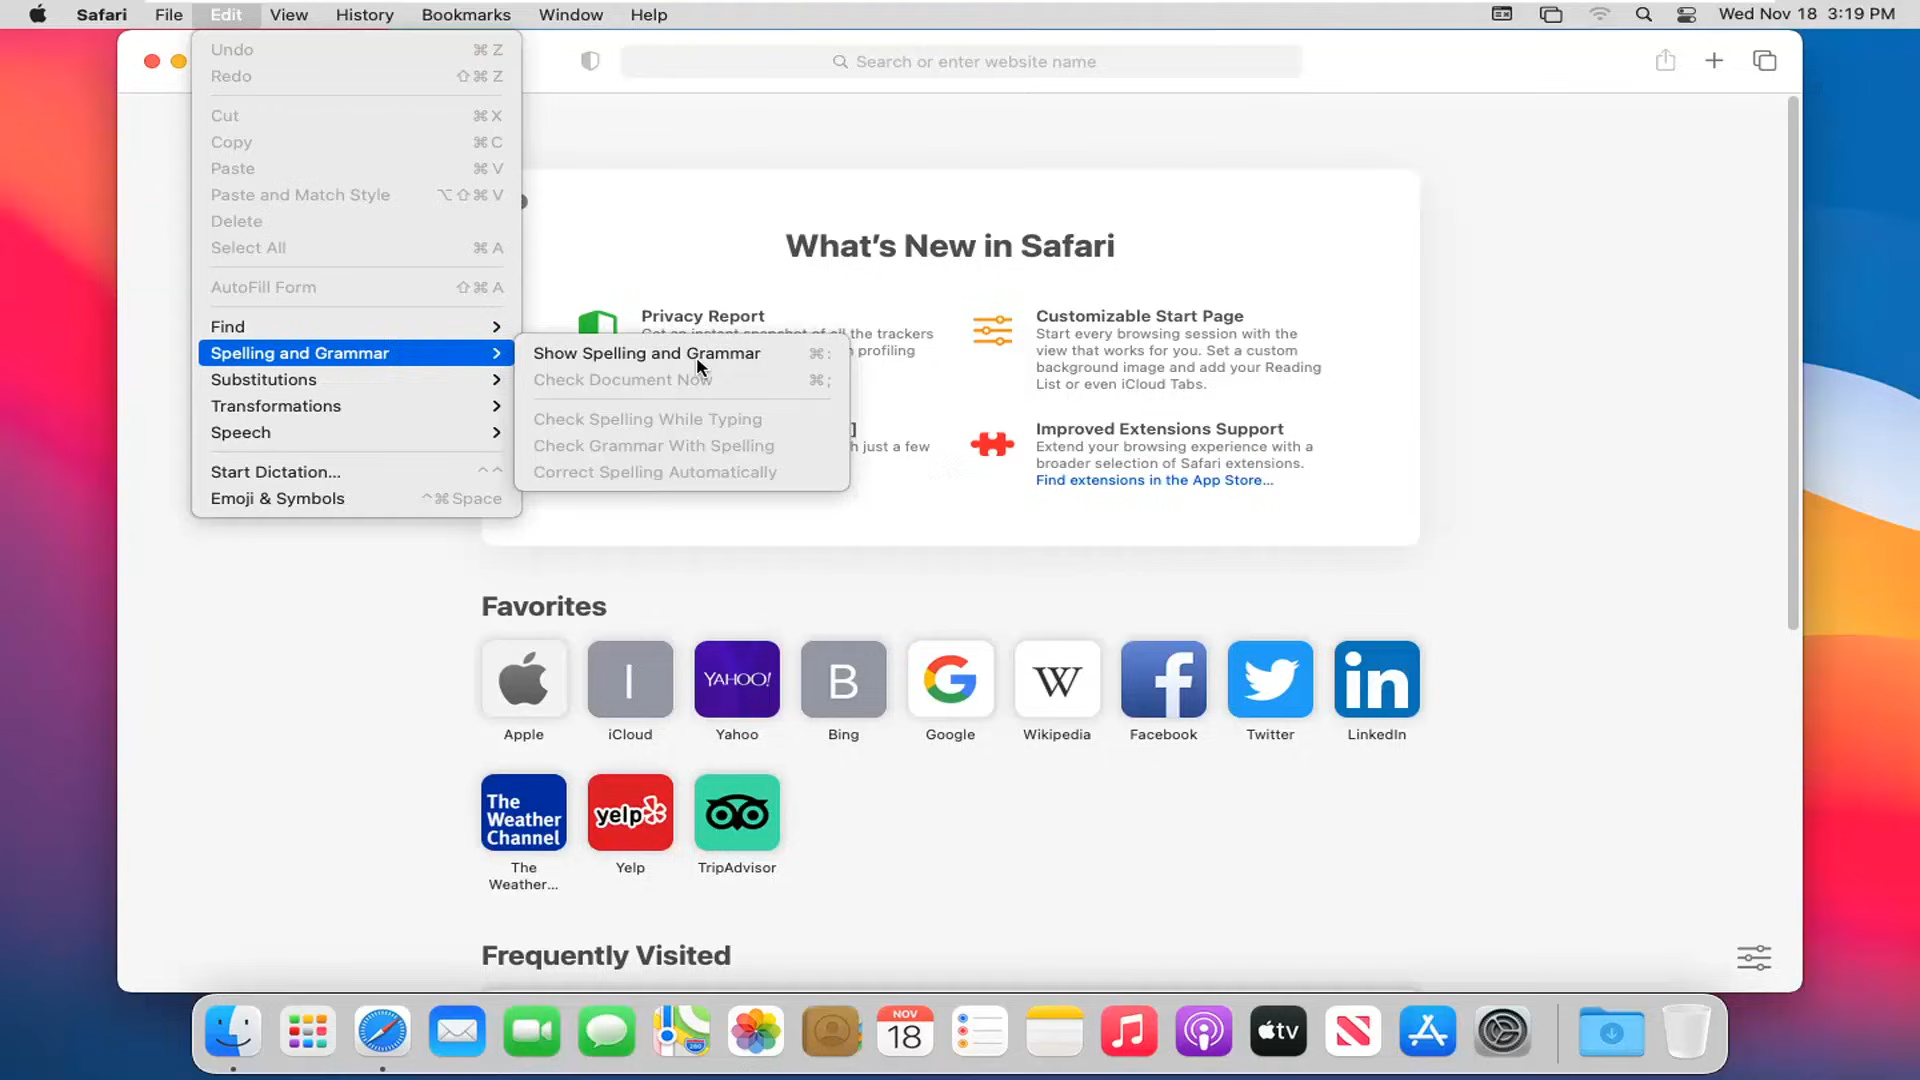 Safari File Edit View History Bookmarks Window Help Wed Nov 18 3:19 PM
Search or enter website name
Undo ⌘ Z
Redo ⇧⌘ Z
Cut ⌘ X
Copy ⌘ C
Paste ⌘ V
Paste and Match Style ⌥⇧⌘ V
Delete
Select All ⌘ A
AutoFill Form ⇧⌘ A
Find
Spelling and Grammar
Substitutions
Transformations
Speech
Start Dictation...
Emoji & Symbols ^⌘Space
Show Spelling and Grammar ⌘ :
Check Document Now ⌘ ;
Check Spelling While Typing
Check Grammar With Spelling
Correct Spelling Automatically
What's New in Safari
Privacy Report
all the trackers
profiling
just a few
Customizable Start Page
Start every browsing session with the
view that works for you. Set a custom
background image and add your Reading
List or even iCloud Tabs.
Improved Extensions Support
Extend your browsing experience with a
broader selection of Safari extensions.
Find extensions in the App Store...
Favorites
I YAHOO! B W f in
Apple iCloud Yahoo Bing Google Wikipedia Facebook Twitter LinkedIn
The
Weather
Channel
yelp
The
Weather...
Yelp TripAdvisor
Frequently Visited
NOV
18
tv